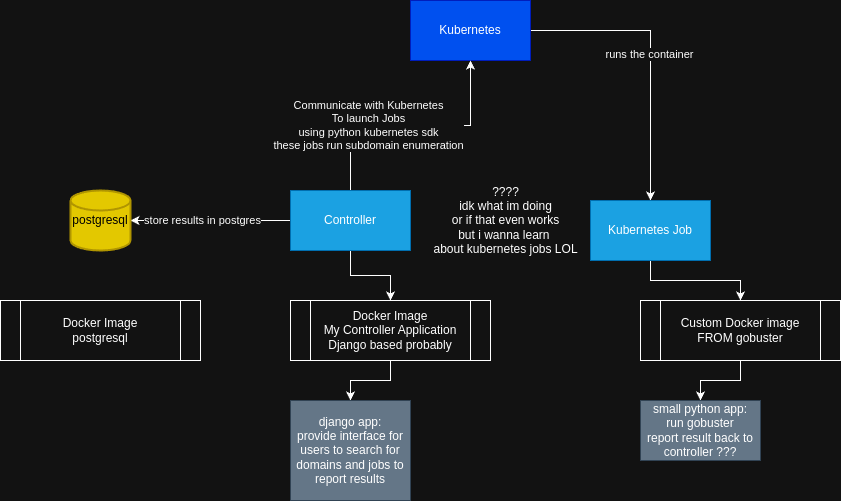 Kubernetes
runs the container
Communicate with Kubernetes
To launch Jobs
using python kubernetes sdk
these jobs run subdomain enumeration
postgresql
store results in postgres
Controller
????
idk what im doing
or if that even works
but i wanna learn
about kubernetes jobs LOL
Kubernetes Job
Docker Image
postgresql
Docker Image
My Controller Application
Django based probably
Custom Docker image
FROM gobuster
django app:
provide interface for
users to search for
domains and jobs to
report results
small python app:
run gobuster
report result back to
controller ???